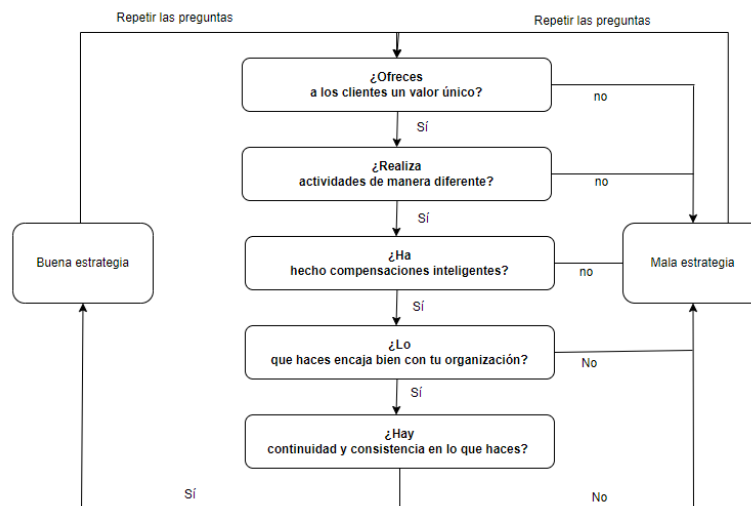 Repetir las preguntas
Repetir las preguntas
¿Ofreces
a los clientes un valor único?
no
Sí
¿Realiza
actividades de manera diferente?
no
Sí
Buena estrategia
¿Ha
hecho compensaciones inteligentes?
no
Mala estrategia
Sí
¿Lo
que haces encaja bien con tu organización?
No
Sí
¿Hay
continuidad y consistencia en lo que haces?
Sí
No